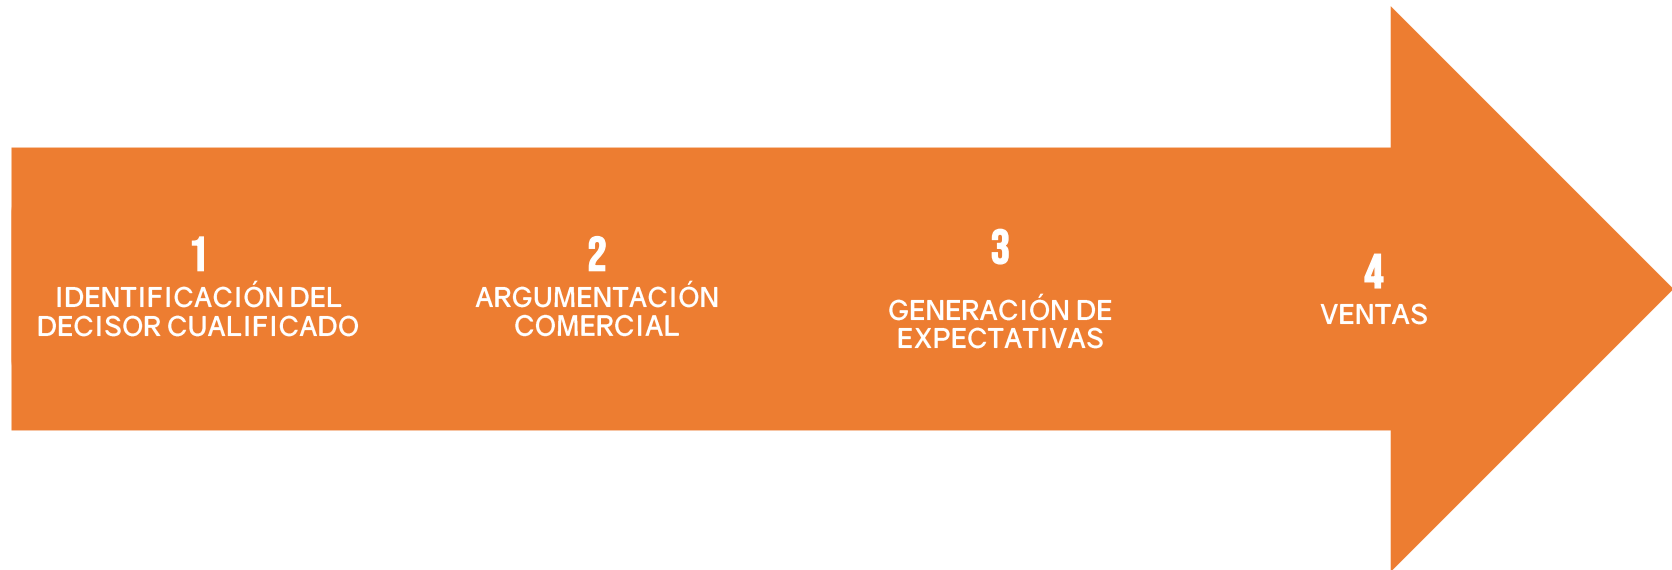 1
IDENTIFICACIÓN DEL
DECISOR CUALIFICADO
2
ARGUMENTACIÓN
COMERCIAL
3
GENERACIÓN DE
EXPECTATIVAS
4
VENTAS